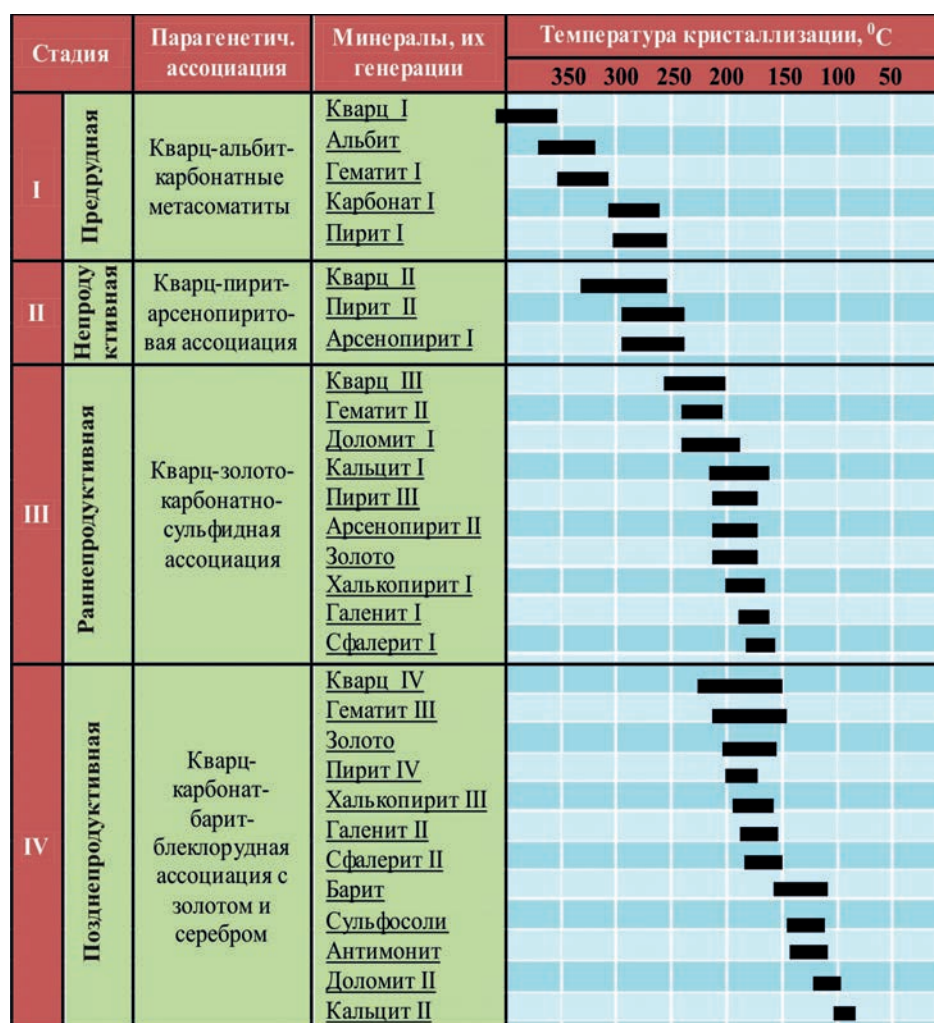 Стадия
Парагенетич.
ассоциация
Минералы, их
генерации
Температура кристаллизации, ⁰С
350 300 250 200 150 100 50
I
Предрудная
Кварц-альбит-
карбонатные
метасоматиты
Кварц I
Альбит
Гематит I
Карбонат I
Пирит I
II
Непроду
ктивная
Кварц-пирит-
арсенопирито-
вая ассоциация
Кварц II
Пирит II
Арсенопирит I
III
Раннепродуктивная
Кварц-золото-
карбонатно-
сульфидная
ассоциация
Кварц III
Гематит II
Доломит I
Кальцит I
Пирит III
Арсенопирит II
Золото
Халькопирит I
Галенит I
Сфалерит I
IV
Позднепродуктивная
Кварц-
карбонат-
барит-
блеклорудная
ассоциация с
золотом и
серебром
Кварц IV
Гематит III
Золото
Пирит IV
Халькопирит III
Галенит II
Сфалерит II
Барит
Сульфосоли
Антимонит
Доломит II
Кальцит II